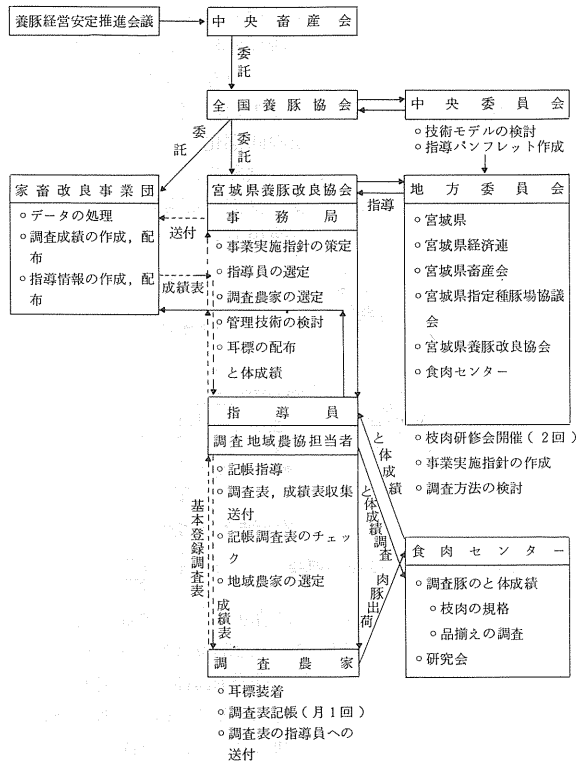 養豚経営安定推進会議
中央畜産会
委託
全国養豚協会
中央委員会
○技術モデルの検討
○指導パンフレット作成
委託
委託
家畜改良事業団
○データの処理
○調査成績の作成,配
布
○指導情報の作成,配
布
送付
成績表
宮城県養豚改良協会
事務局
○事業実施指針の策定
○指導員の選定
○調査農家の選定
○管理技術の検討
○耳標の配布
と体成績
指導
地方委員会
○宮城県
○宮城県経済連
○宮城県畜産会
○宮城県指定種豚場協議
会
○宮城県養豚改良協会
○食肉センター
○枝肉研修会開催(2回)
○事業実施指針の作成
○調査方法の検討
指導員
調査地域農協担当者
○記帳指導
○調査表,成績表収集
送付
○記帳調査表のチェッ
ク
○地域農家の選定
基本登録調査表
成績表
と体成績
と体成績調査
肉豚出荷
食肉センター
○調査豚のと体成績
○枝肉の規格
○品揃えの調査
○研究会
調査農家
○耳標装着
○調査表記帳(月1回)
○調査表の指導員への
送付